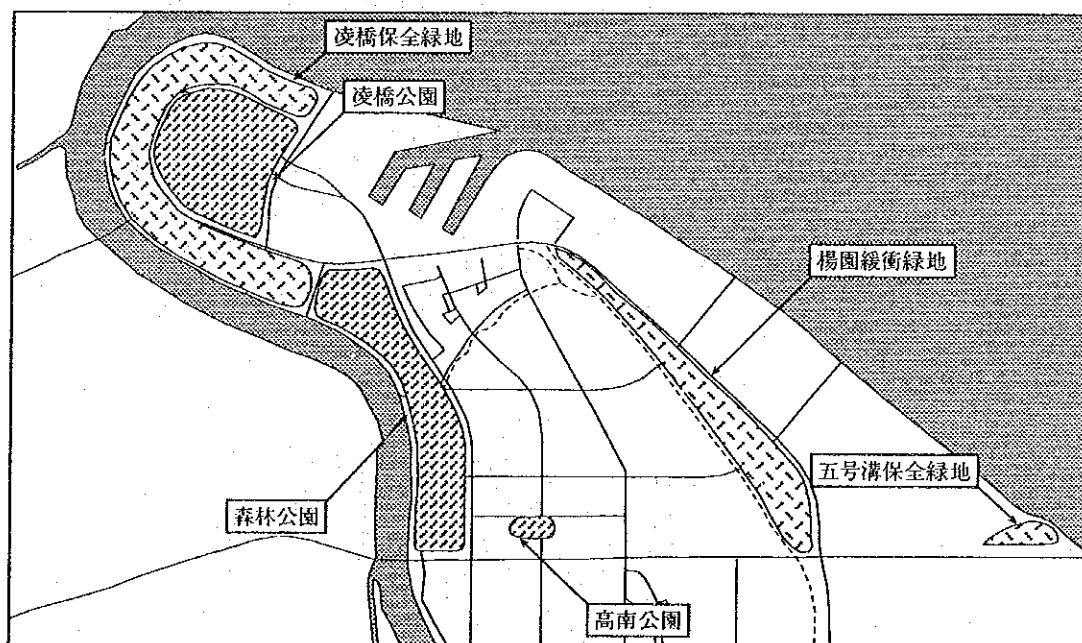 凌橋保全緑地
凌橋公園
楊園緩衝緑地
五号溝保全緑地
森林公園
高南公園